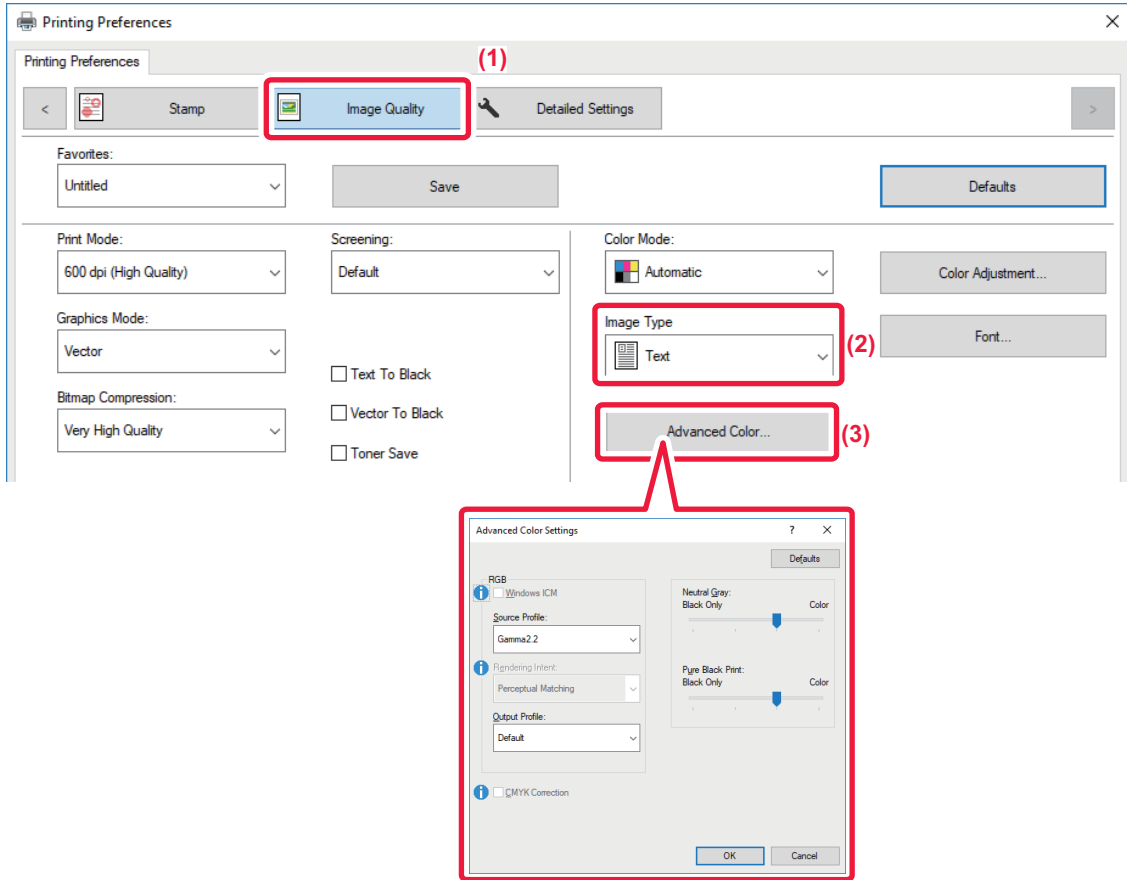 Printing Preferences
Printing Preferences
(1)
<
Stamp
Image Quality
Detailed Settings
>
Favorites:
Untitled
Save
Defaults
Print Mode:
Screening:
Color Mode:
600 dpi (High Quality)
Default
Automatic
Color Adjustment...
Graphics Mode:
Image Type
Vector
Text
(2)
Font...
Text To Black
Bitmap Compression:
Vector To Black
Very High Quality
Advanced Color...
(3)
Toner Save
Advanced Color Settings
?
Defaults
RGB
Windows ICM
Source Profile:
Gamma2.2
Rendering Intent:
Perceptual Matching
Output Profile:
Default
CMYK Correction
Neutral Gray:
Black Only Color
Pure Black Print:
Black Only Color
OK
Cancel